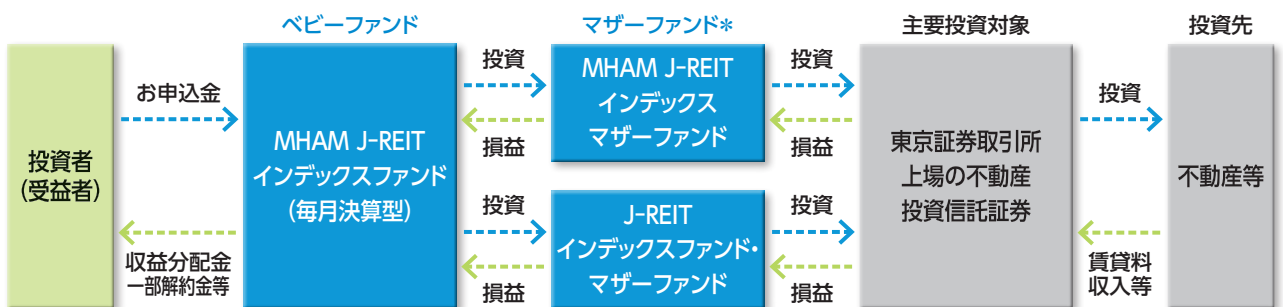 ベビーファンド
マザーファンド*
主要投資対象
投資先
投資者
(受益者)
お申込金
収益分配金
一部解約金等
MHAM J-REIT
インデックスファンド
(毎月決算型)
投資
損益
投資
損益
MHAM J-REIT
インデックス
マザーファンド
J-REIT
インデックスファンド・
マザーファンド
投資
損益
投資
損益
東京証券取引所
上場の不動産
投資信託証券
投資
賃貸料
収入等
不動産等